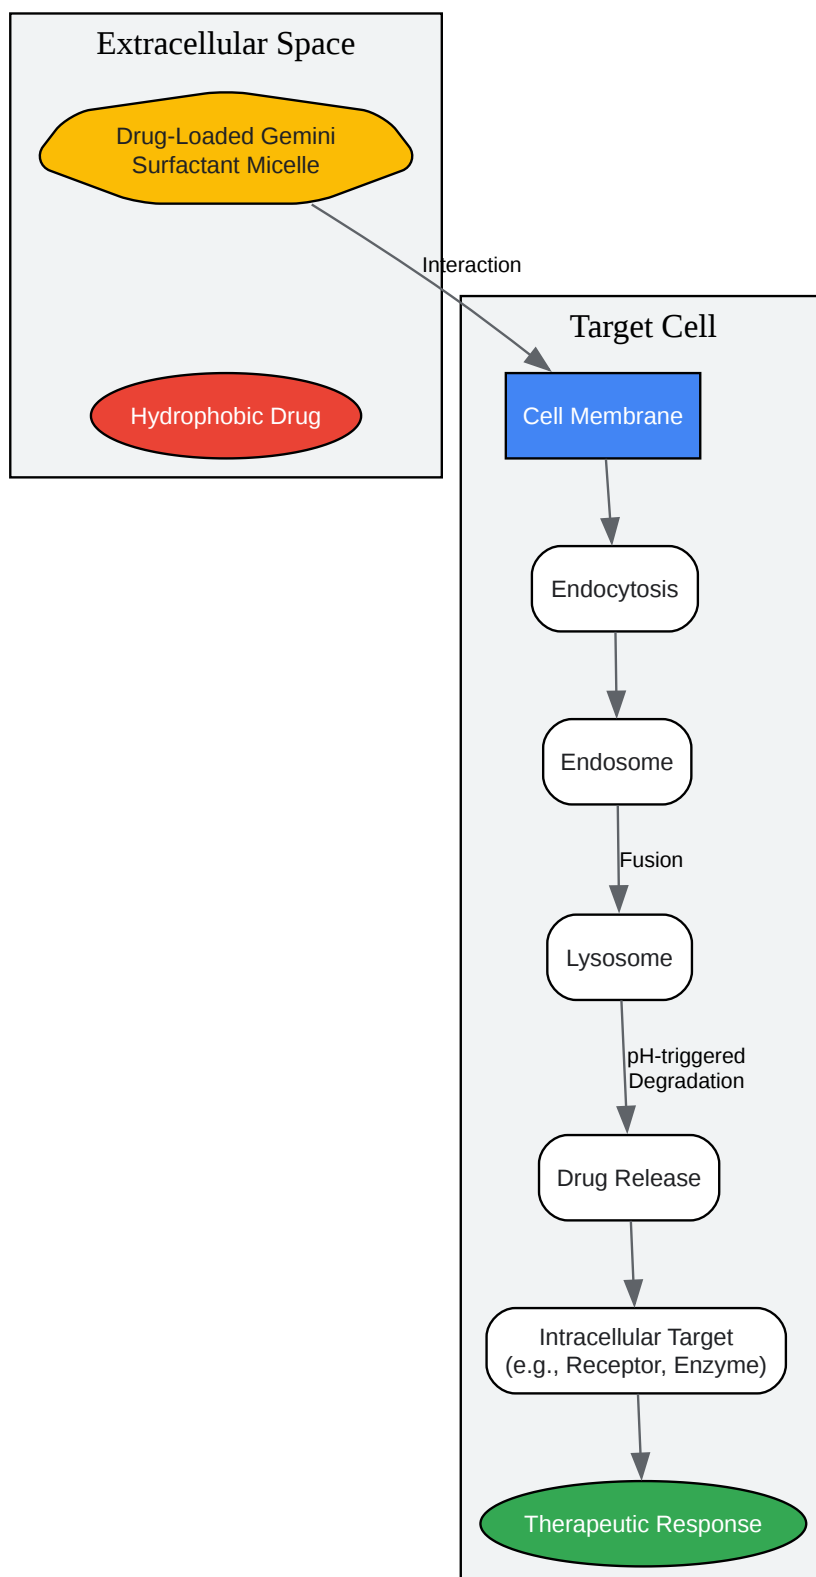 Extracellular Space
Drug-Loaded Gemini
Surfactant Micelle
Interaction
Target Cell
Hydrophobic Drug
Cell Membrane
Endocytosis
Endosome
Fusion
Lysosome
pH-triggered
Degradation
Drug Release
Intracellular Target
(e.g., Receptor, Enzyme)
Therapeutic Response